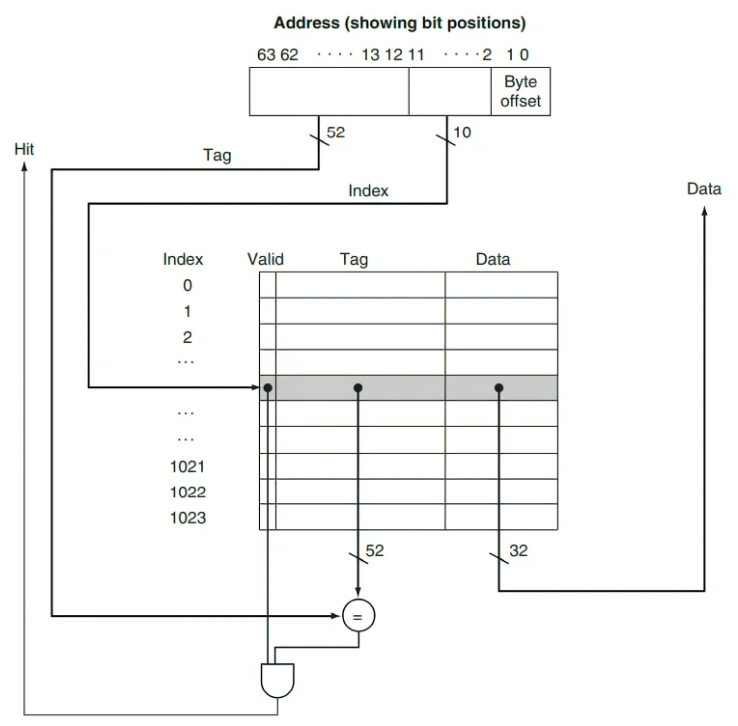 Address (showing bit positions)
63 62 · · · · 13 12 11 · · · · 2 1 0
Byte
offset
52
10
Hit
Tag
Index
Data
Index Valid Tag Data
0
1
2
· · ·
· · ·
· · ·
1021
1022
1023
52
32
=